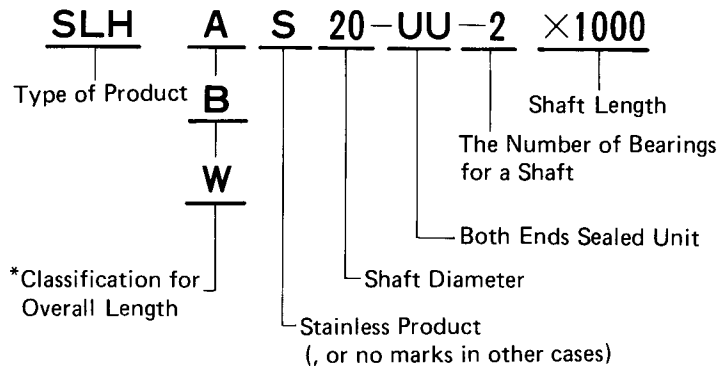 SLH A S 20-UU-2 ×1000
Type of Product
B
Shaft Length
The Number of Bearings
for a Shaft
W
Both Ends Sealed Unit
*Classification for
Overall Length
Shaft Diameter
Stainless Product
(, or no marks in other cases)